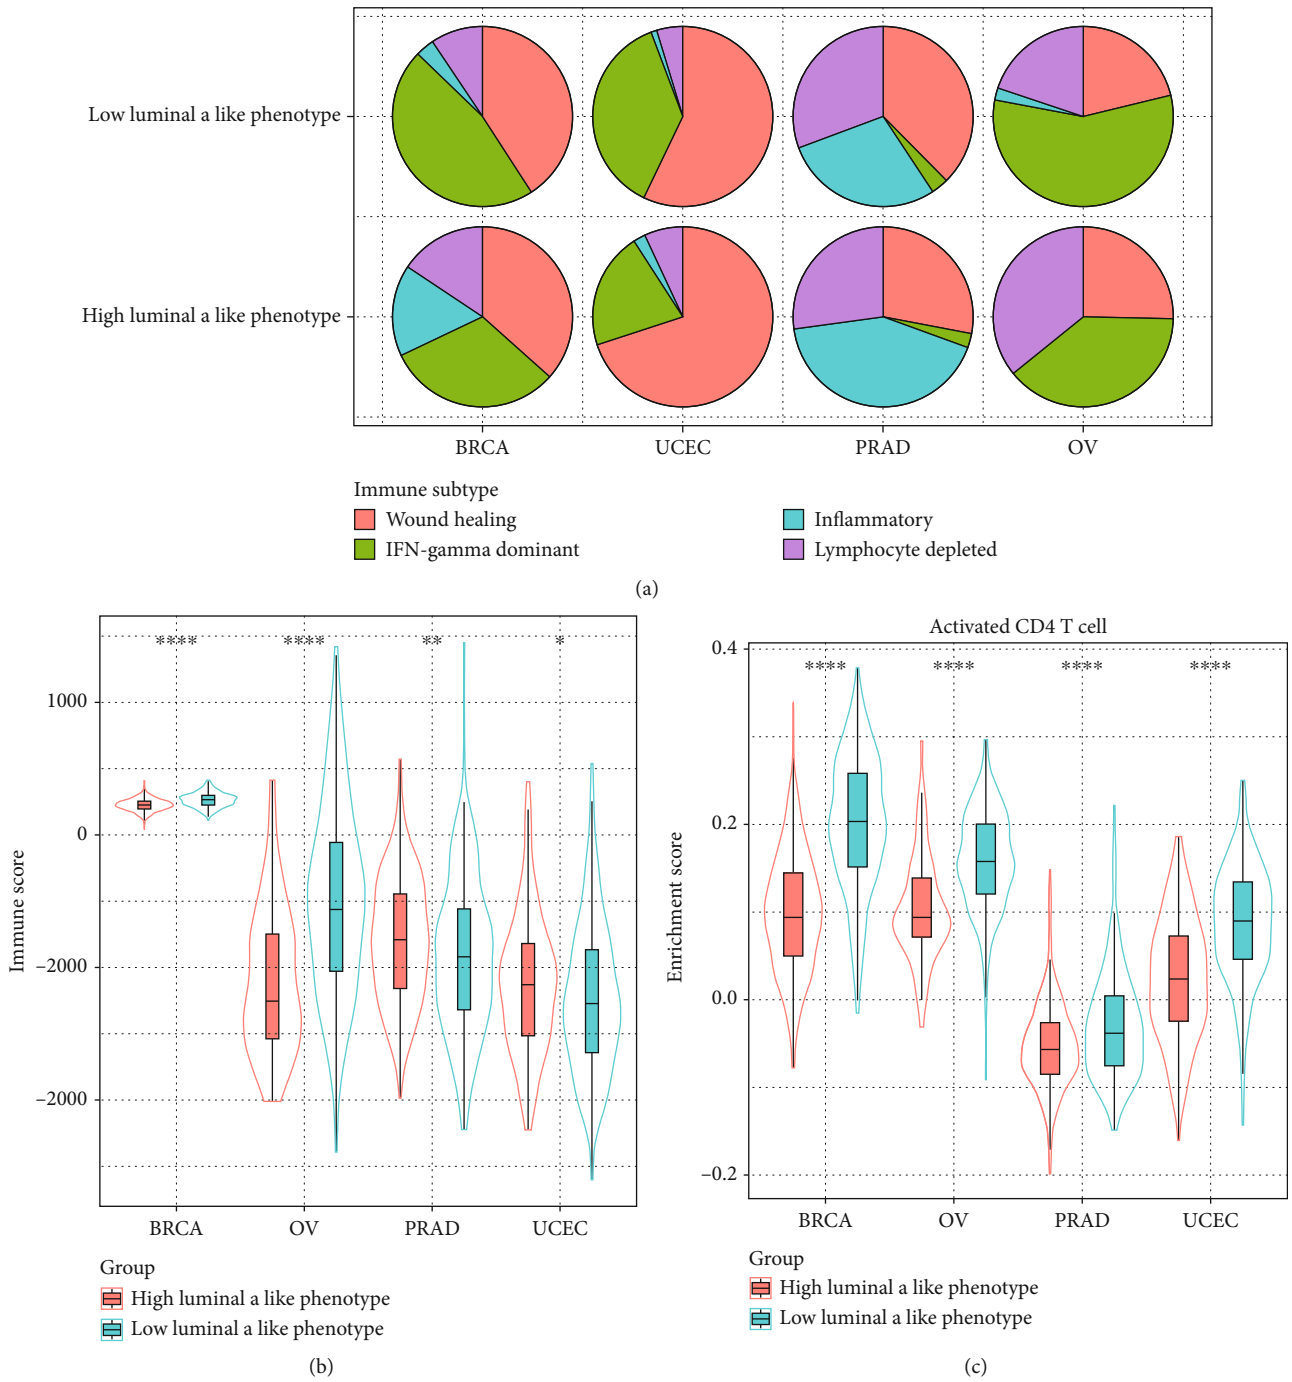 Low luminal a like phenotype
High luminal a like phenotype
BRCA
UCEC
PRAD
OV
Immune subtype
Wound healing
Inflammatory
IFN-gamma dominant
Lymphocyte depleted
(a)
Immune score
1000
0
−2000
−2000
****
****
**
*
BRCA
OV
PRAD
UCEC
Group
High luminal a like phenotype
Low luminal a like phenotype
(b)
Activated CD4 T cell
Enrichment score
0.4
0.2
0.0
−0.2
****
****
****
****
BRCA
OV
PRAD
UCEC
Group
High luminal a like phenotype
Low luminal a like phenotype
(c)